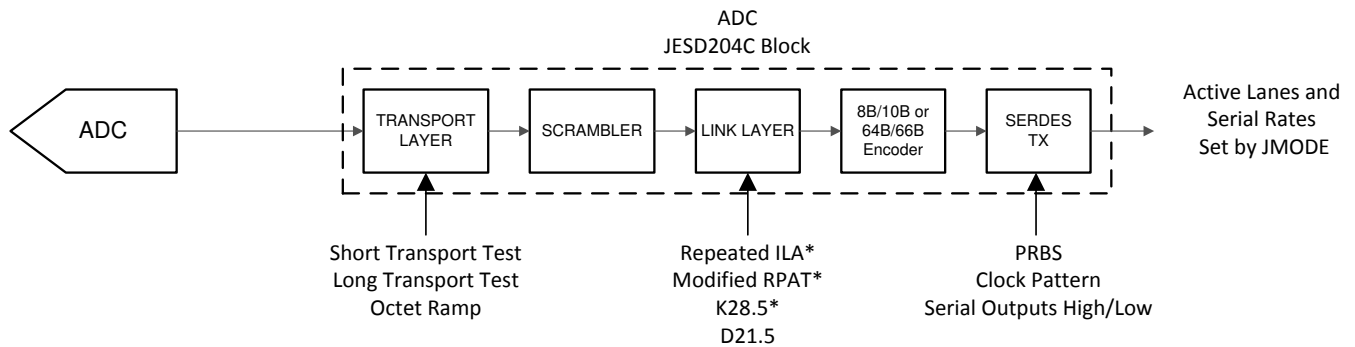 ADC
JESD204C Block
ADC
TRANSPORT
LAYER
SCRAMBLER
LINK LAYER
8B/10B or
64B/66B
Encoder
SERDES
TX
Active Lanes and
Serial Rates
Set by JMODE
Short Transport Test
Long Transport Test
Octet Ramp
Repeated ILA*
Modified RPAT*
K28.5*
D21.5
PRBS
Clock Pattern
Serial Outputs High/Low